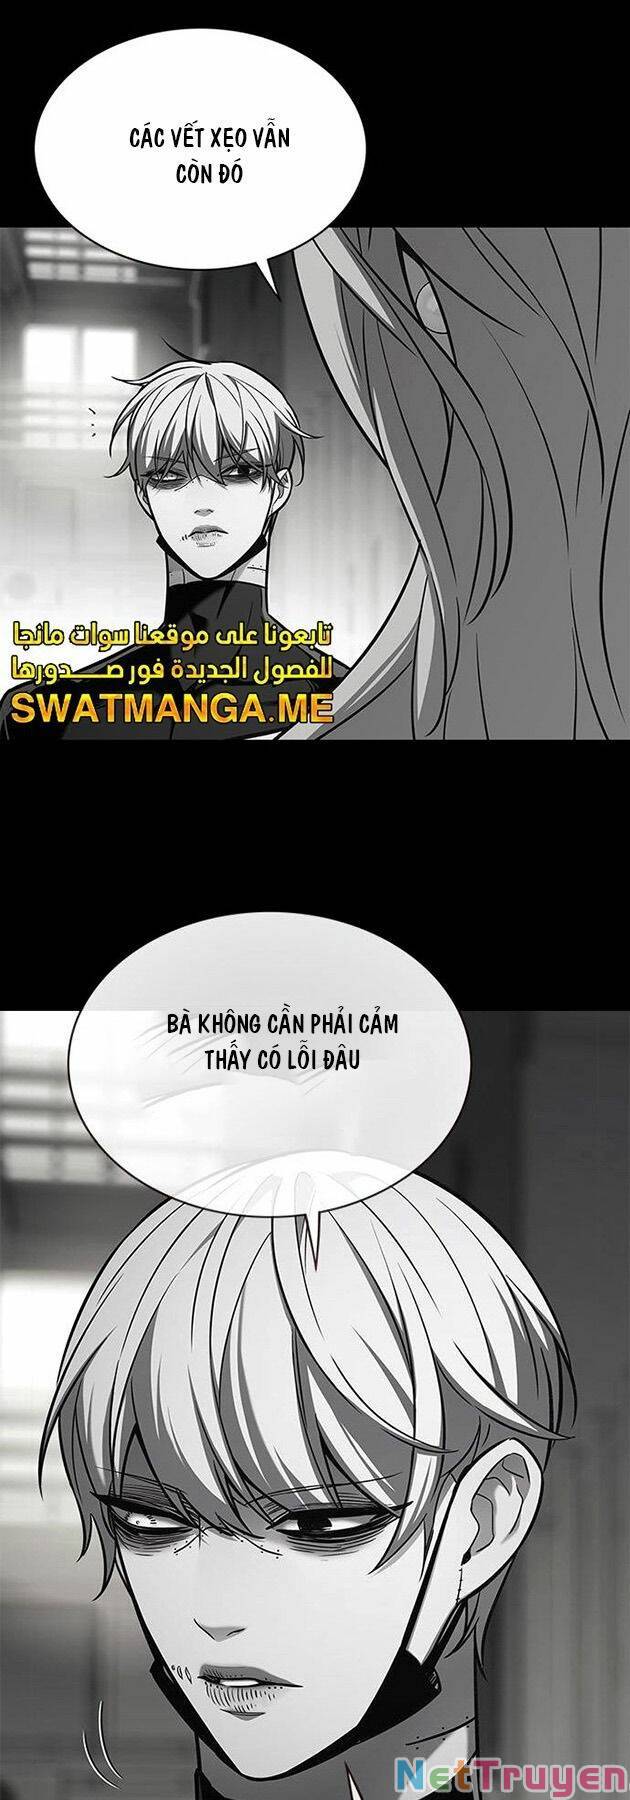 CÁC VẾT XẸO VẪN
CÒN ĐÓ
تابعونا على موقعنا سوات مانجا
للفصول الجديدة فور صـــدورها
SWATMANGA.ME
BÀ KHÔNG CẦN PHẢI CẢM
THẤY CÓ LỖI ĐÂU
NetTruyen